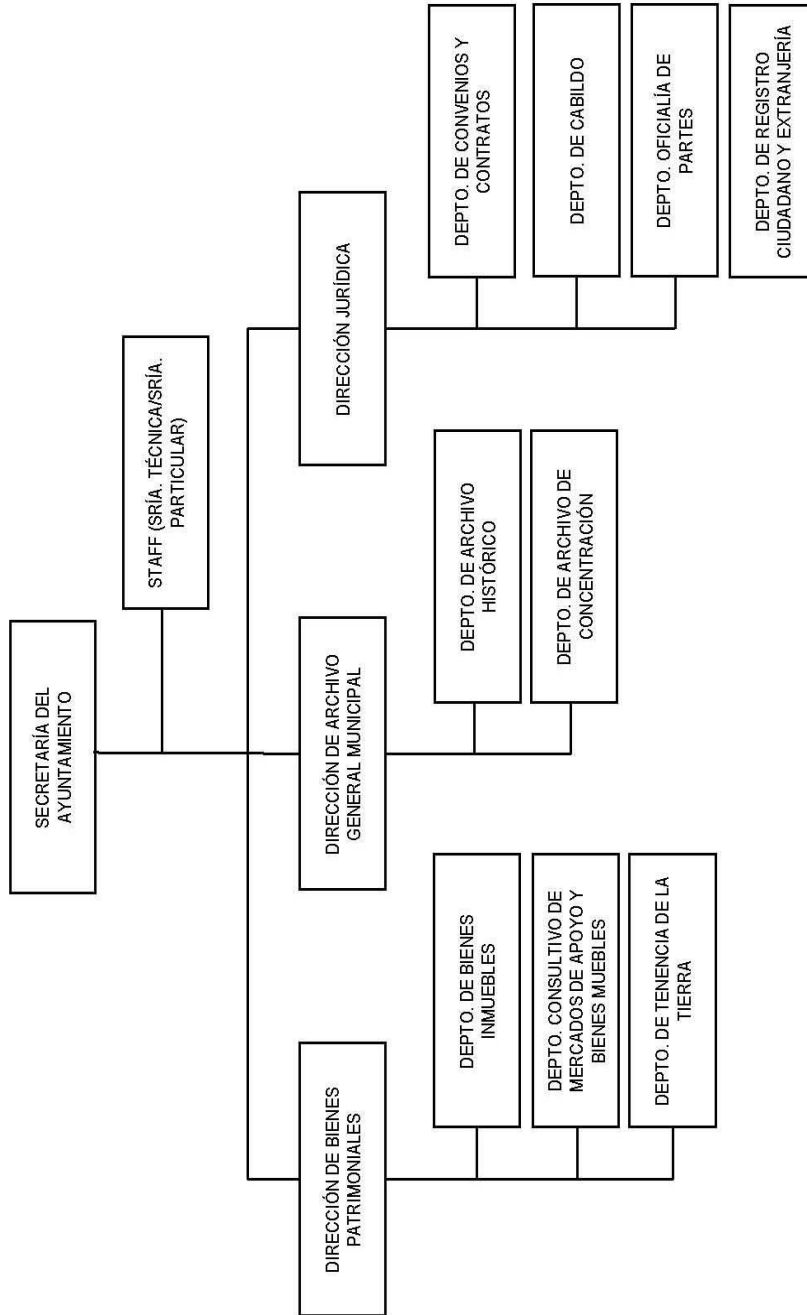 SECRETARÍA DEL
AYUNTAMIENTO
STAFF (SRÍA. TÉCNICA/SRÍA.
PARTICULAR)
DIRECCIÓN DE BIENES
PATRIMONIALES
DEPTO. DE BIENES
INMUEBLES
DEPTO. CONSULTIVO DE
MERCADOS DE APOYO Y
BIENES MUEBLES
DEPTO. DE TENENCIA DE LA
TIERRA
DIRECCIÓN DE ARCHIVO
GENERAL MUNICIPAL
DEPTO. DE ARCHIVO
HISTÓRICO
DEPTO. DE ARCHIVO DE
CONCENTRACIÓN
DIRECCIÓN JURÍDICA
DEPTO. DE CONVENIOS Y
CONTRATOS
DEPTO. DE CABILDO
DEPTO. OFICIALÍA DE
PARTES
DEPTO. DE REGISTRO
CIUDADANO Y EXTRANJERÍA